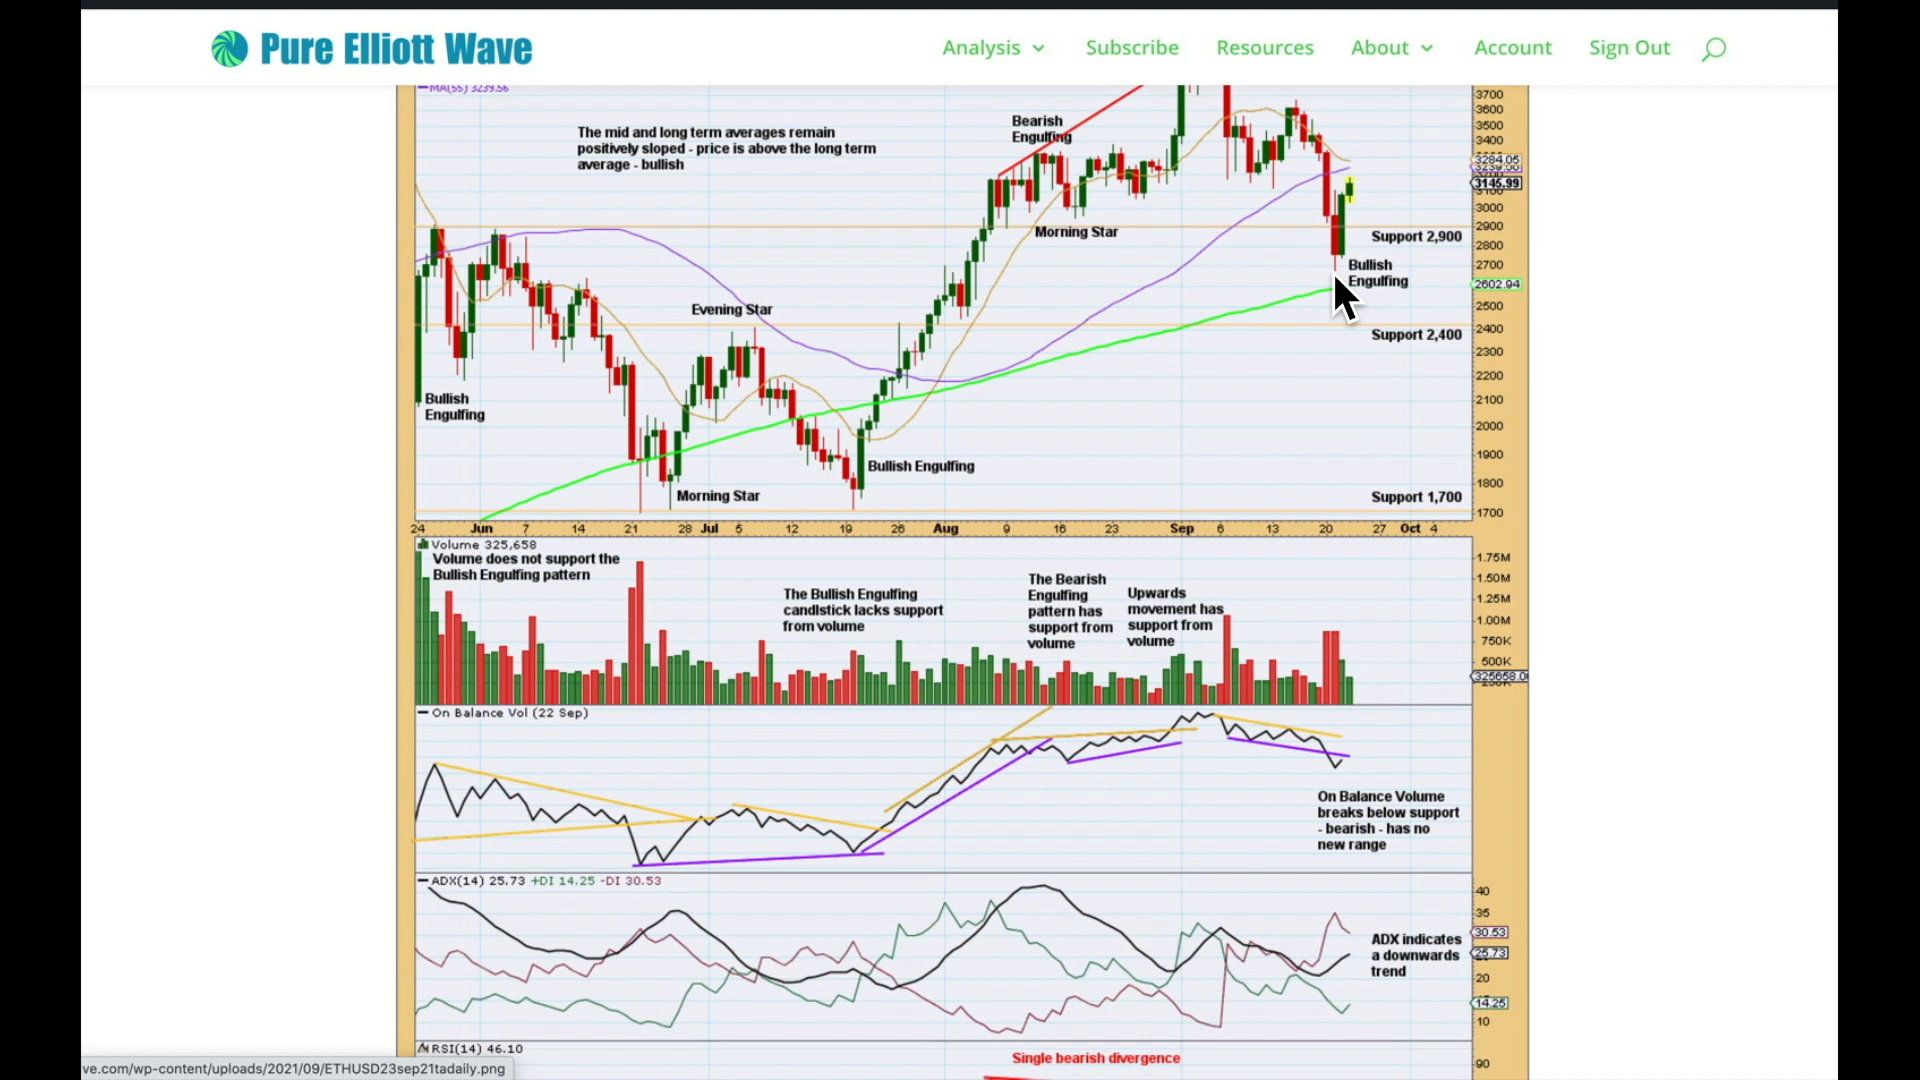 Pure Elliott Wave
Analysis Subscribe Resources About Account Sign Out
MA(55) 3239.56
The mid and long term averages remain
positively sloped - price is above the long term
average - bullish
Bearish
Engulfing
Morning Star
Evening Star
Bullish
Engulfing
Morning Star
Bullish Engulfing
Bullish
Engulfing
Support 2,900
Support 2,400
Support 1,700
3700
3600
3500
3400
3284.05
3145.99
3000
2900
2800
2700
2602.94
2500
2400
2300
2200
2100
2000
1900
1800
1700
24 Jun 7 14 21 28 Jul 5 12 19 26 Aug 9 16 23 Sep 6 13 20 27 Oct 4
Volume 325,658
Volume does not support the
Bullish Engulfing pattern
The Bullish Engulfing
candlstick lacks support
from volume
The Bearish
Engulfing
pattern has
support from
volume
Upwards
movement has
support from
volume
1.75M
1.50M
1.25M
1.00M
750K
500K
325658.0
On Balance Vol (22 Sep)
On Balance Volume
breaks below support
- bearish - has no
new range
ADX(14) 25.73 +DI 14.25 -DI 30.53
ADX indicates
a downwards
trend
40
35
30.53
25.73
20
14.25
10
RSI(14) 46.10
Single bearish divergence
90
ve.com/wp-content/uploads/2021/09/ETHUSD23sep21tadaily.png